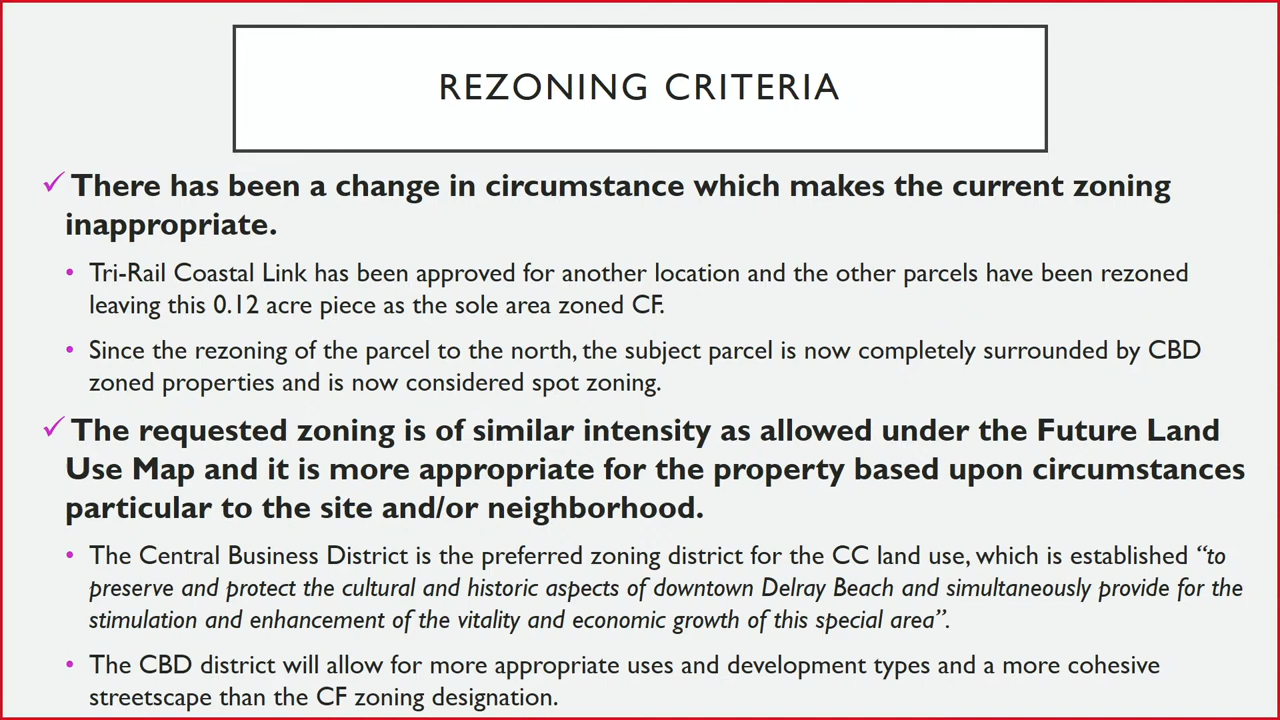 REZONING CRITERIA
✓ There has been a change in circumstance which makes the current zoning
inappropriate.
• Tri-Rail Coastal Link has been approved for another location and the other parcels have been rezoned
leaving this 0.12 acre piece as the sole area zoned CF.
• Since the rezoning of the parcel to the north, the subject parcel is now completely surrounded by CBD
zoned properties and is now considered spot zoning.
✓ The requested zoning is of similar intensity as allowed under the Future Land
Use Map and it is more appropriate for the property based upon circumstances
particular to the site and/or neighborhood.
• The Central Business District is the preferred zoning district for the CC land use, which is established “to
preserve and protect the cultural and historic aspects of downtown Delray Beach and simultaneously provide for the
stimulation and enhancement of the vitality and economic growth of this special area”.
• The CBD district will allow for more appropriate uses and development types and a more cohesive
streetscape than the CF zoning designation.